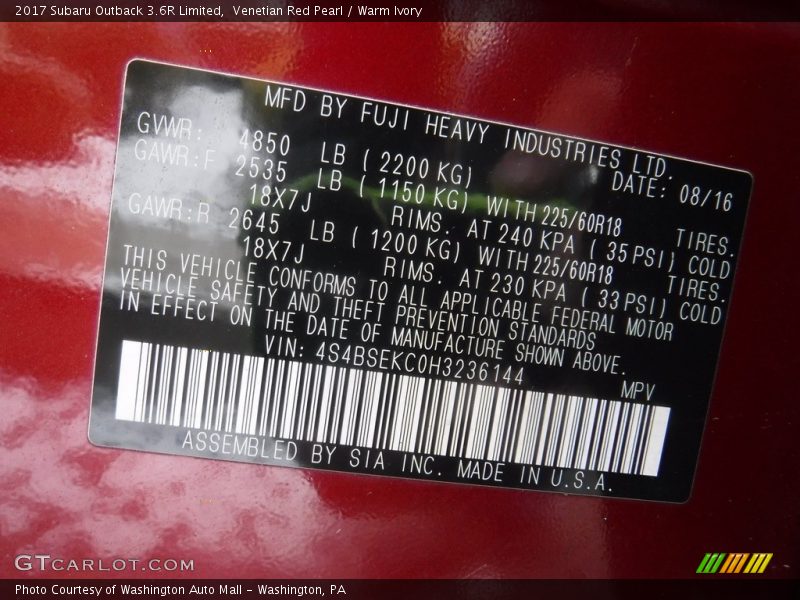 2017 Subaru Outback 3.6R Limited, Venetian Red Pearl / Warm Ivory
MFD BY FUJI HEAVY INDUSTRIES LTD.
DATE: 08/16
GVWR: 4850 LB ( 2200 KG)
GAWR:F 2535 LB ( 1150 KG) WITH 225/60R18 TIRES.
18X7J RIMS. AT 240 KPA ( 35 PSI) COLD
GAWR:R 2645 LB ( 1200 KG) WITH 225/60R18 TIRES.
18X7J RIMS. AT 230 KPA ( 33 PSI) COLD
THIS VEHICLE CONFORMS TO ALL APPLICABLE FEDERAL MOTOR
VEHICLE SAFETY AND THEFT PREVENTION STANDARDS
IN EFFECT ON THE DATE OF MANUFACTURE SHOWN ABOVE.
VIN: 4S4BSEKC0H3236144 MPV
ASSEMBLED BY SIA INC. MADE IN U.S.A.
GTCARLOT.COM
Photo Courtesy of Washington Auto Mall – Washington, PA